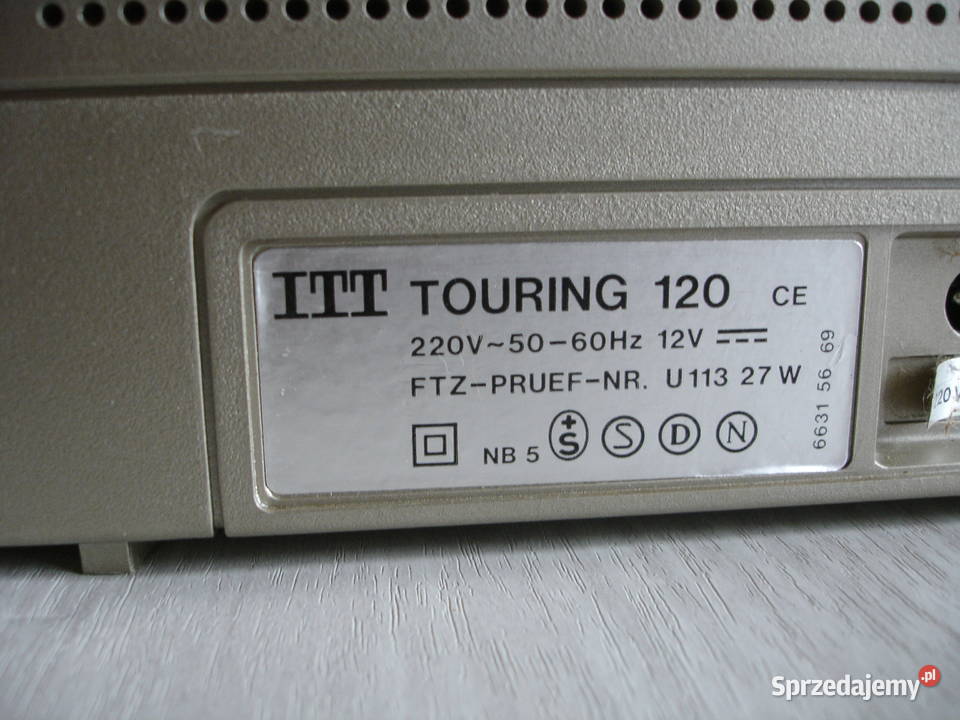 ITT TOURING 120 CE
220V~50-60Hz 12V
FTZ-PRUEF-NR. U 113 27 W
NB 5 +S S D N
6631 56 69
20 V
Sprzedajemy.pl